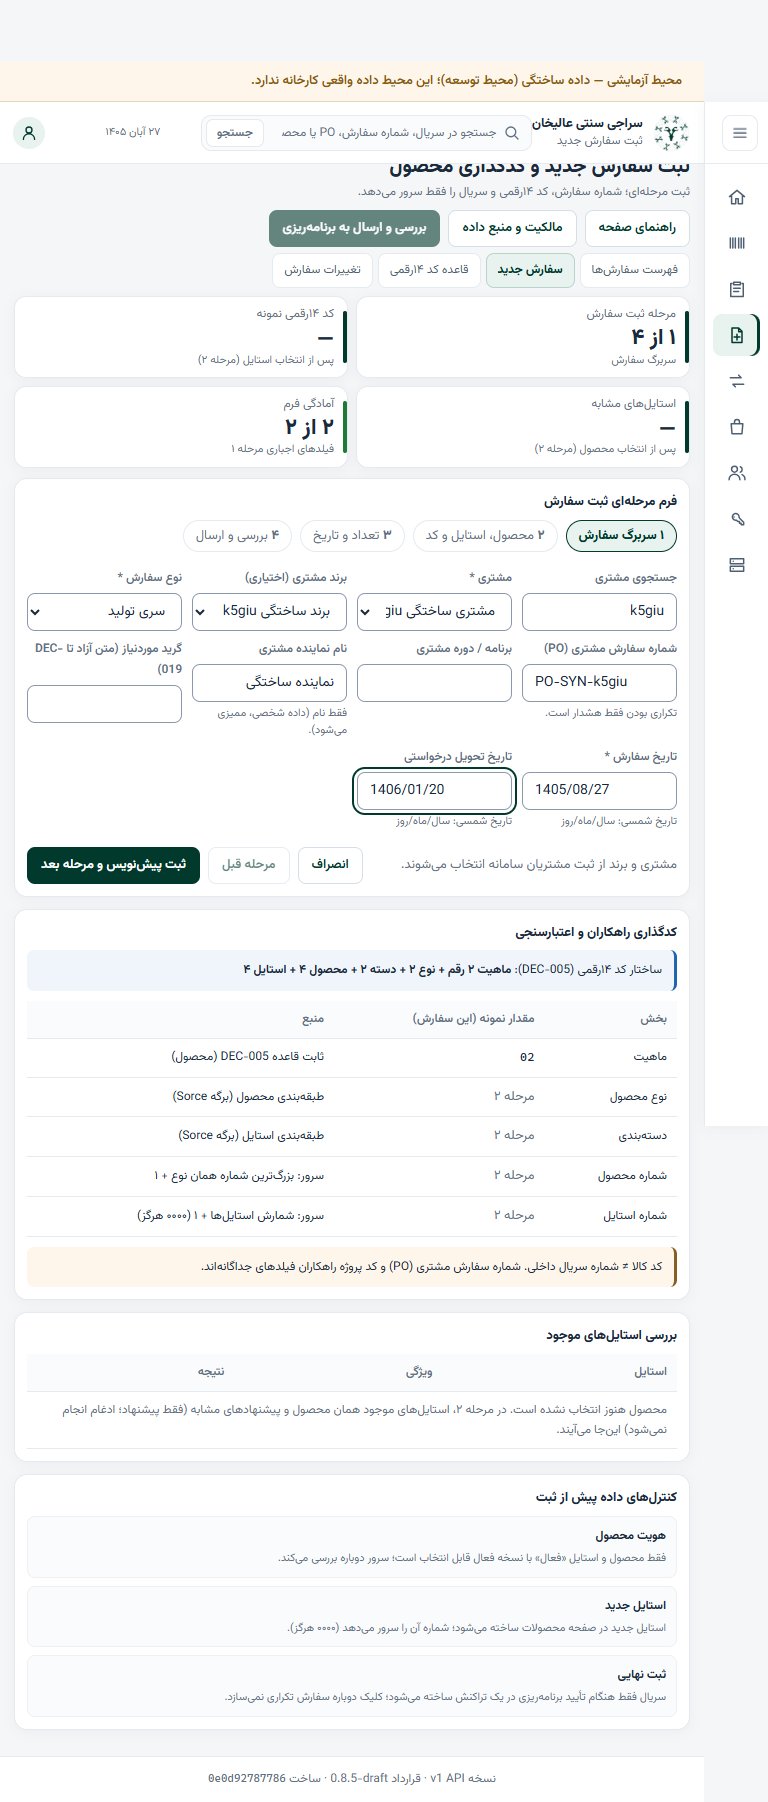 محیط آزمایشی — داده ساختگی (محیط توسعه)؛ این محیط داده واقعی کارخانه ندارد.
سراجی سنتی عالیخان
ثبت سفارش جدید
جستجو در سریال، شماره سفارش، PO یا محص
جستجو
۲۷ آبان ۱۴۰۵
ثبت سفارش جدید و کدگذاری محصول
ثبت مرحله‌ای؛ شماره سفارش، کد ۱۴رقمی و سریال را فقط سرور می‌دهد.
راهنمای صفحه
مالکیت و منبع داده
بررسی و ارسال به برنامه‌ریزی
فهرست سفارش‌ها
سفارش جدید
قاعده کد ۱۴رقمی
تغییرات سفارش
مرحله ثبت سفارش
۱ از ۴
سربرگ سفارش
کد ۱۴رقمی نمونه
—
پس از انتخاب استایل (مرحله ۲)
استایل‌های مشابه
—
پس از انتخاب محصول (مرحله ۲)
آمادگی فرم
۲ از ۲
فیلدهای اجباری مرحله ۱
فرم مرحله‌ای ثبت سفارش
۱ سربرگ سفارش
۲ محصول، استایل و کد
۳ تعداد و تاریخ
۴ بررسی و ارسال
جستجوی مشتری
k5giu
مشتری *
مشتری ساختگی giu
برند مشتری (اختیاری)
برند ساختگی k5giu
نوع سفارش *
سری تولید
شماره سفارش مشتری (PO)
PO-SYN-k5giu
تکراری بودن فقط هشدار است.
برنامه / دوره مشتری
نام نماینده مشتری
نماینده ساختگی
فقط نام (داده شخصی، ممیزی
می‌شود).
گرید موردنیاز (متن آزاد تا DEC-
019)
تاریخ سفارش *
1405/08/27
تاریخ شمسی: سال/ماه/روز
تاریخ تحویل درخواستی
1406/01/20
تاریخ شمسی: سال/ماه/روز
مشتری و برند از ثبت مشتریان سامانه انتخاب می‌شوند.
انصراف
مرحله قبل
ثبت پیش‌نویس و مرحله بعد
کدگذاری راهکاران و اعتبارسنجی
ساختار کد ۱۴رقمی (DEC-005): ماهیت ۲ رقم + نوع ۲ + دسته ۲ + محصول ۴ + استایل ۴
بخش	مقدار نمونه (این سفارش)	منبع
ماهیت	02	ثابت قاعده DEC-005 (محصول)
نوع محصول	مرحله ۲	طبقه‌بندی محصول (برگه Sorce)
دسته‌بندی	مرحله ۲	طبقه‌بندی استایل (برگه Sorce)
شماره محصول	مرحله ۲	سرور: بزرگ‌ترین شماره همان نوع + ۱
شماره استایل	مرحله ۲	سرور: شمارش استایل‌ها + ۱ (۰۰۰۰ هرگز)
کد کالا ≠ شماره سریال داخلی. شماره سفارش مشتری (PO) و کد پروژه راهکاران فیلدهای جداگانه‌اند.
بررسی استایل‌های موجود
استایل	ویژگی	نتیجه
محصول هنوز انتخاب نشده است. در مرحله ۲، استایل‌های موجود همان محصول و پیشنهادهای مشابه (فقط پیشنهاد؛ ادغام انجام
نمی‌شود) این‌جا می‌آیند.
کنترل‌های داده پیش از ثبت
هویت محصول
فقط محصول و استایل «فعال» با نسخه فعال قابل انتخاب است؛ سرور دوباره بررسی می‌کند.
استایل جدید
استایل جدید در صفحه محصولات ساخته می‌شود؛ شماره آن را سرور می‌دهد (۰۰۰۰ هرگز).
ثبت نهایی
سریال فقط هنگام تأیید برنامه‌ریزی در یک تراکنش ساخته می‌شود؛ کلیک دوباره سفارش تکراری نمی‌سازد.
نسخه v1 API · قرارداد 0.8.5-draft · ساخت 0e0d92787786